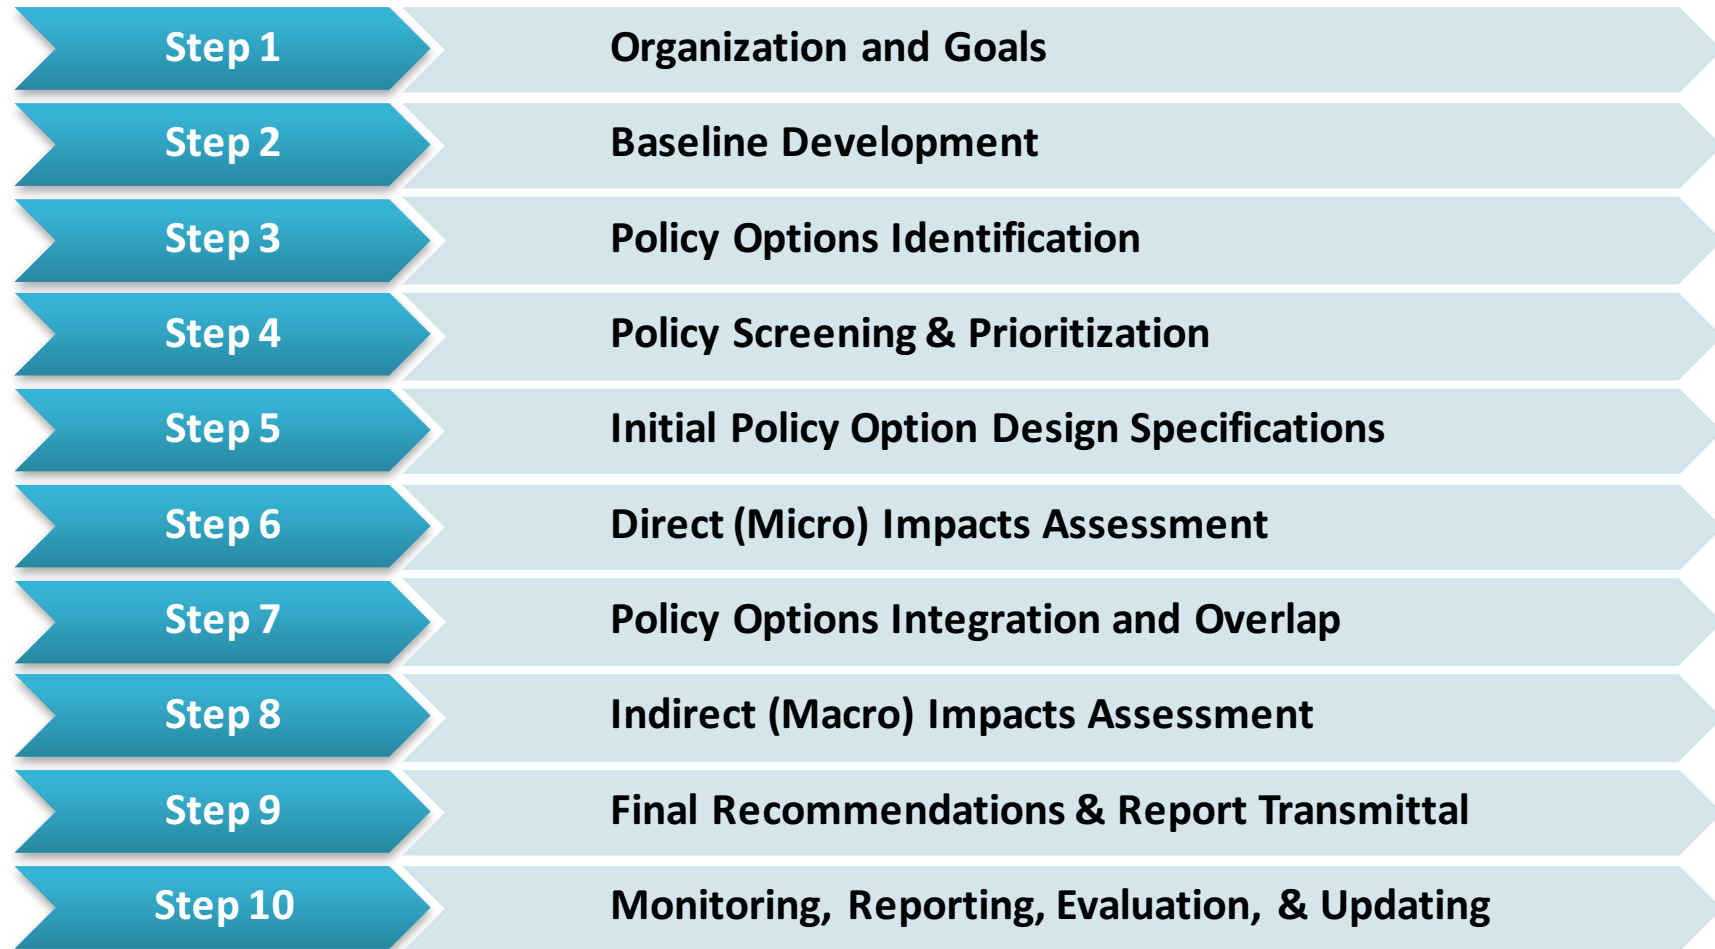 Step 1 Organization and Goals
Step 2 Baseline Development
Step 3 Policy Options Identification
Step 4 Policy Screening & Prioritization
Step 5 Initial Policy Option Design Specifications
Step 6 Direct (Micro) Impacts Assessment
Step 7 Policy Options Integration and Overlap
Step 8 Indirect (Macro) Impacts Assessment
Step 9 Final Recommendations & Report Transmittal
Step 10 Monitoring, Reporting, Evaluation, & Updating